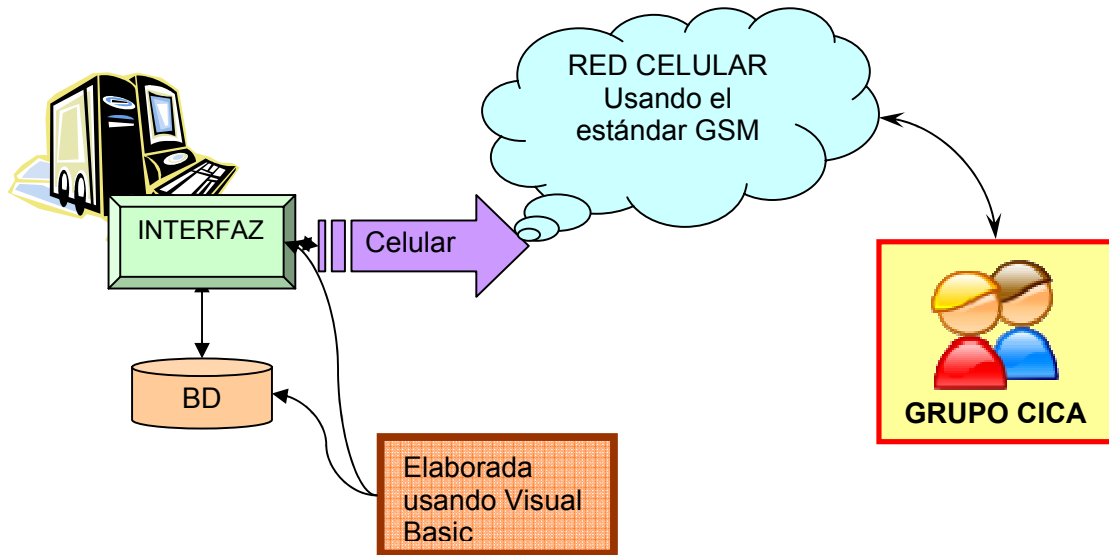 RED CELULAR
Usando el
estándar GSM
INTERFAZ
Celular
BD
GRUPO CICA
Elaborada
usando Visual
Basic